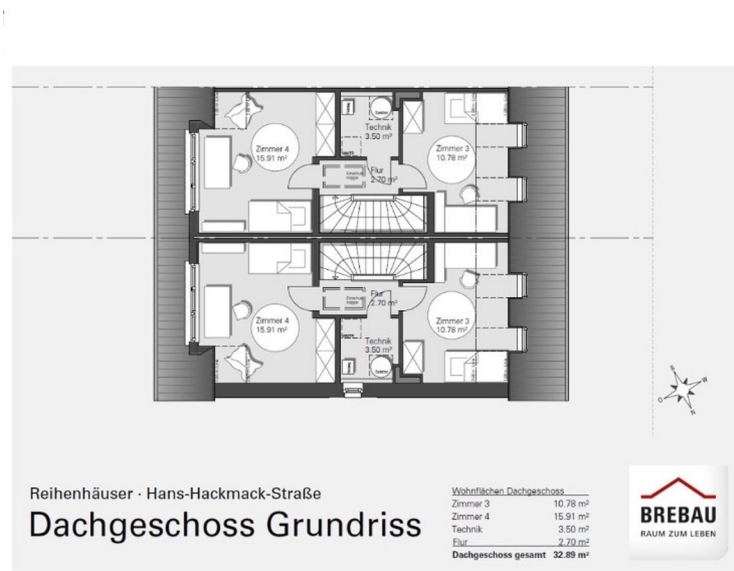 Zimmer 4
15.91 m²
Technik
3.50 m²
Zimmer 3
10.78 m²
Flur
2.70 m²
Flur
2.70 m²
Zimmer 4
15.91 m²
Zimmer 3
10.78 m²
Technik
3.50 m²
Reihenhäuser · Hans-Hackmack-Straße
Dachgeschoss Grundriss
Wohnflächen Dachgeschoss
Zimmer 3 10.78 m²
Zimmer 4 15.91 m²
Technik 3.50 m²
Flur 2.70 m²
Dachgeschoss gesamt 32.89 m²
BREBAU
RAUM ZUM LEBEN